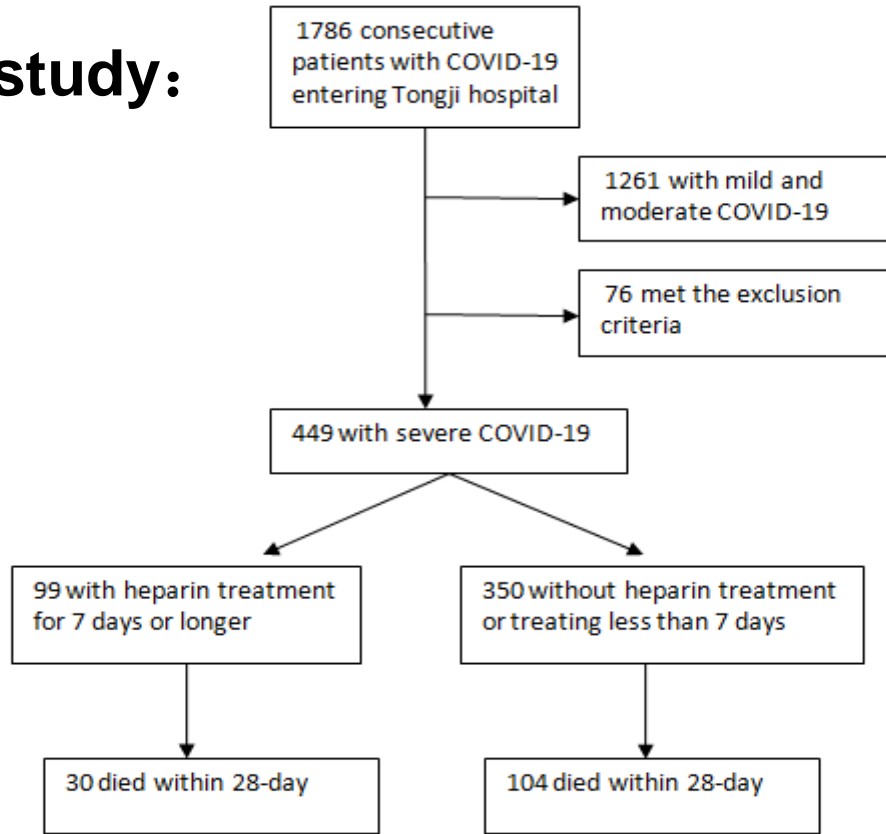 study：
1786 consecutive
patients with COVID-19
entering Tongji hospital
1261 with mild and
moderate COVID-19
76 met the exclusion
criteria
449 with severe COVID-19
99 with heparin treatment
for 7 days or longer
350 without heparin treatment
or treating less than 7 days
30 died within 28-day
104 died within 28-day